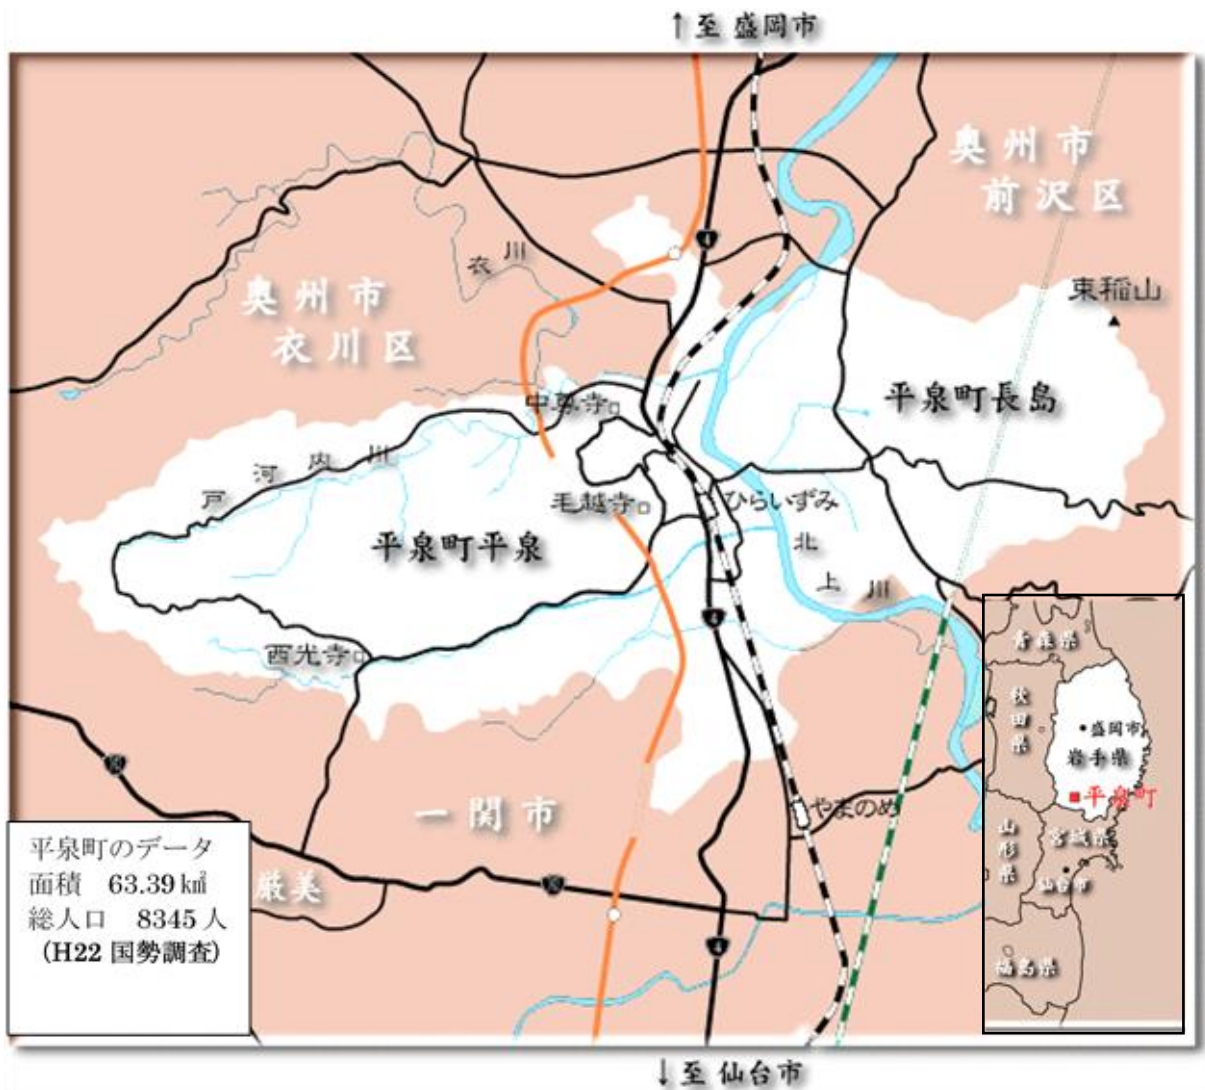 ↑至 盛岡市
奥州市
前沢区
4
衣川
束稲山
奥州市
衣川区
平泉町長島
中尊寺
戸河内川
毛越寺
ひらいずみ
平泉町平泉
北上川
4
西光寺
青森県
秋田県
盛岡市
岩手県
平泉町
山形県
宮城県
仙台市
福島県
一関市
やまのめ
平泉町のデータ
面積 63.39㎢
総人口 8345人
(H22 国勢調査)
厳美
4
↓至 仙台市